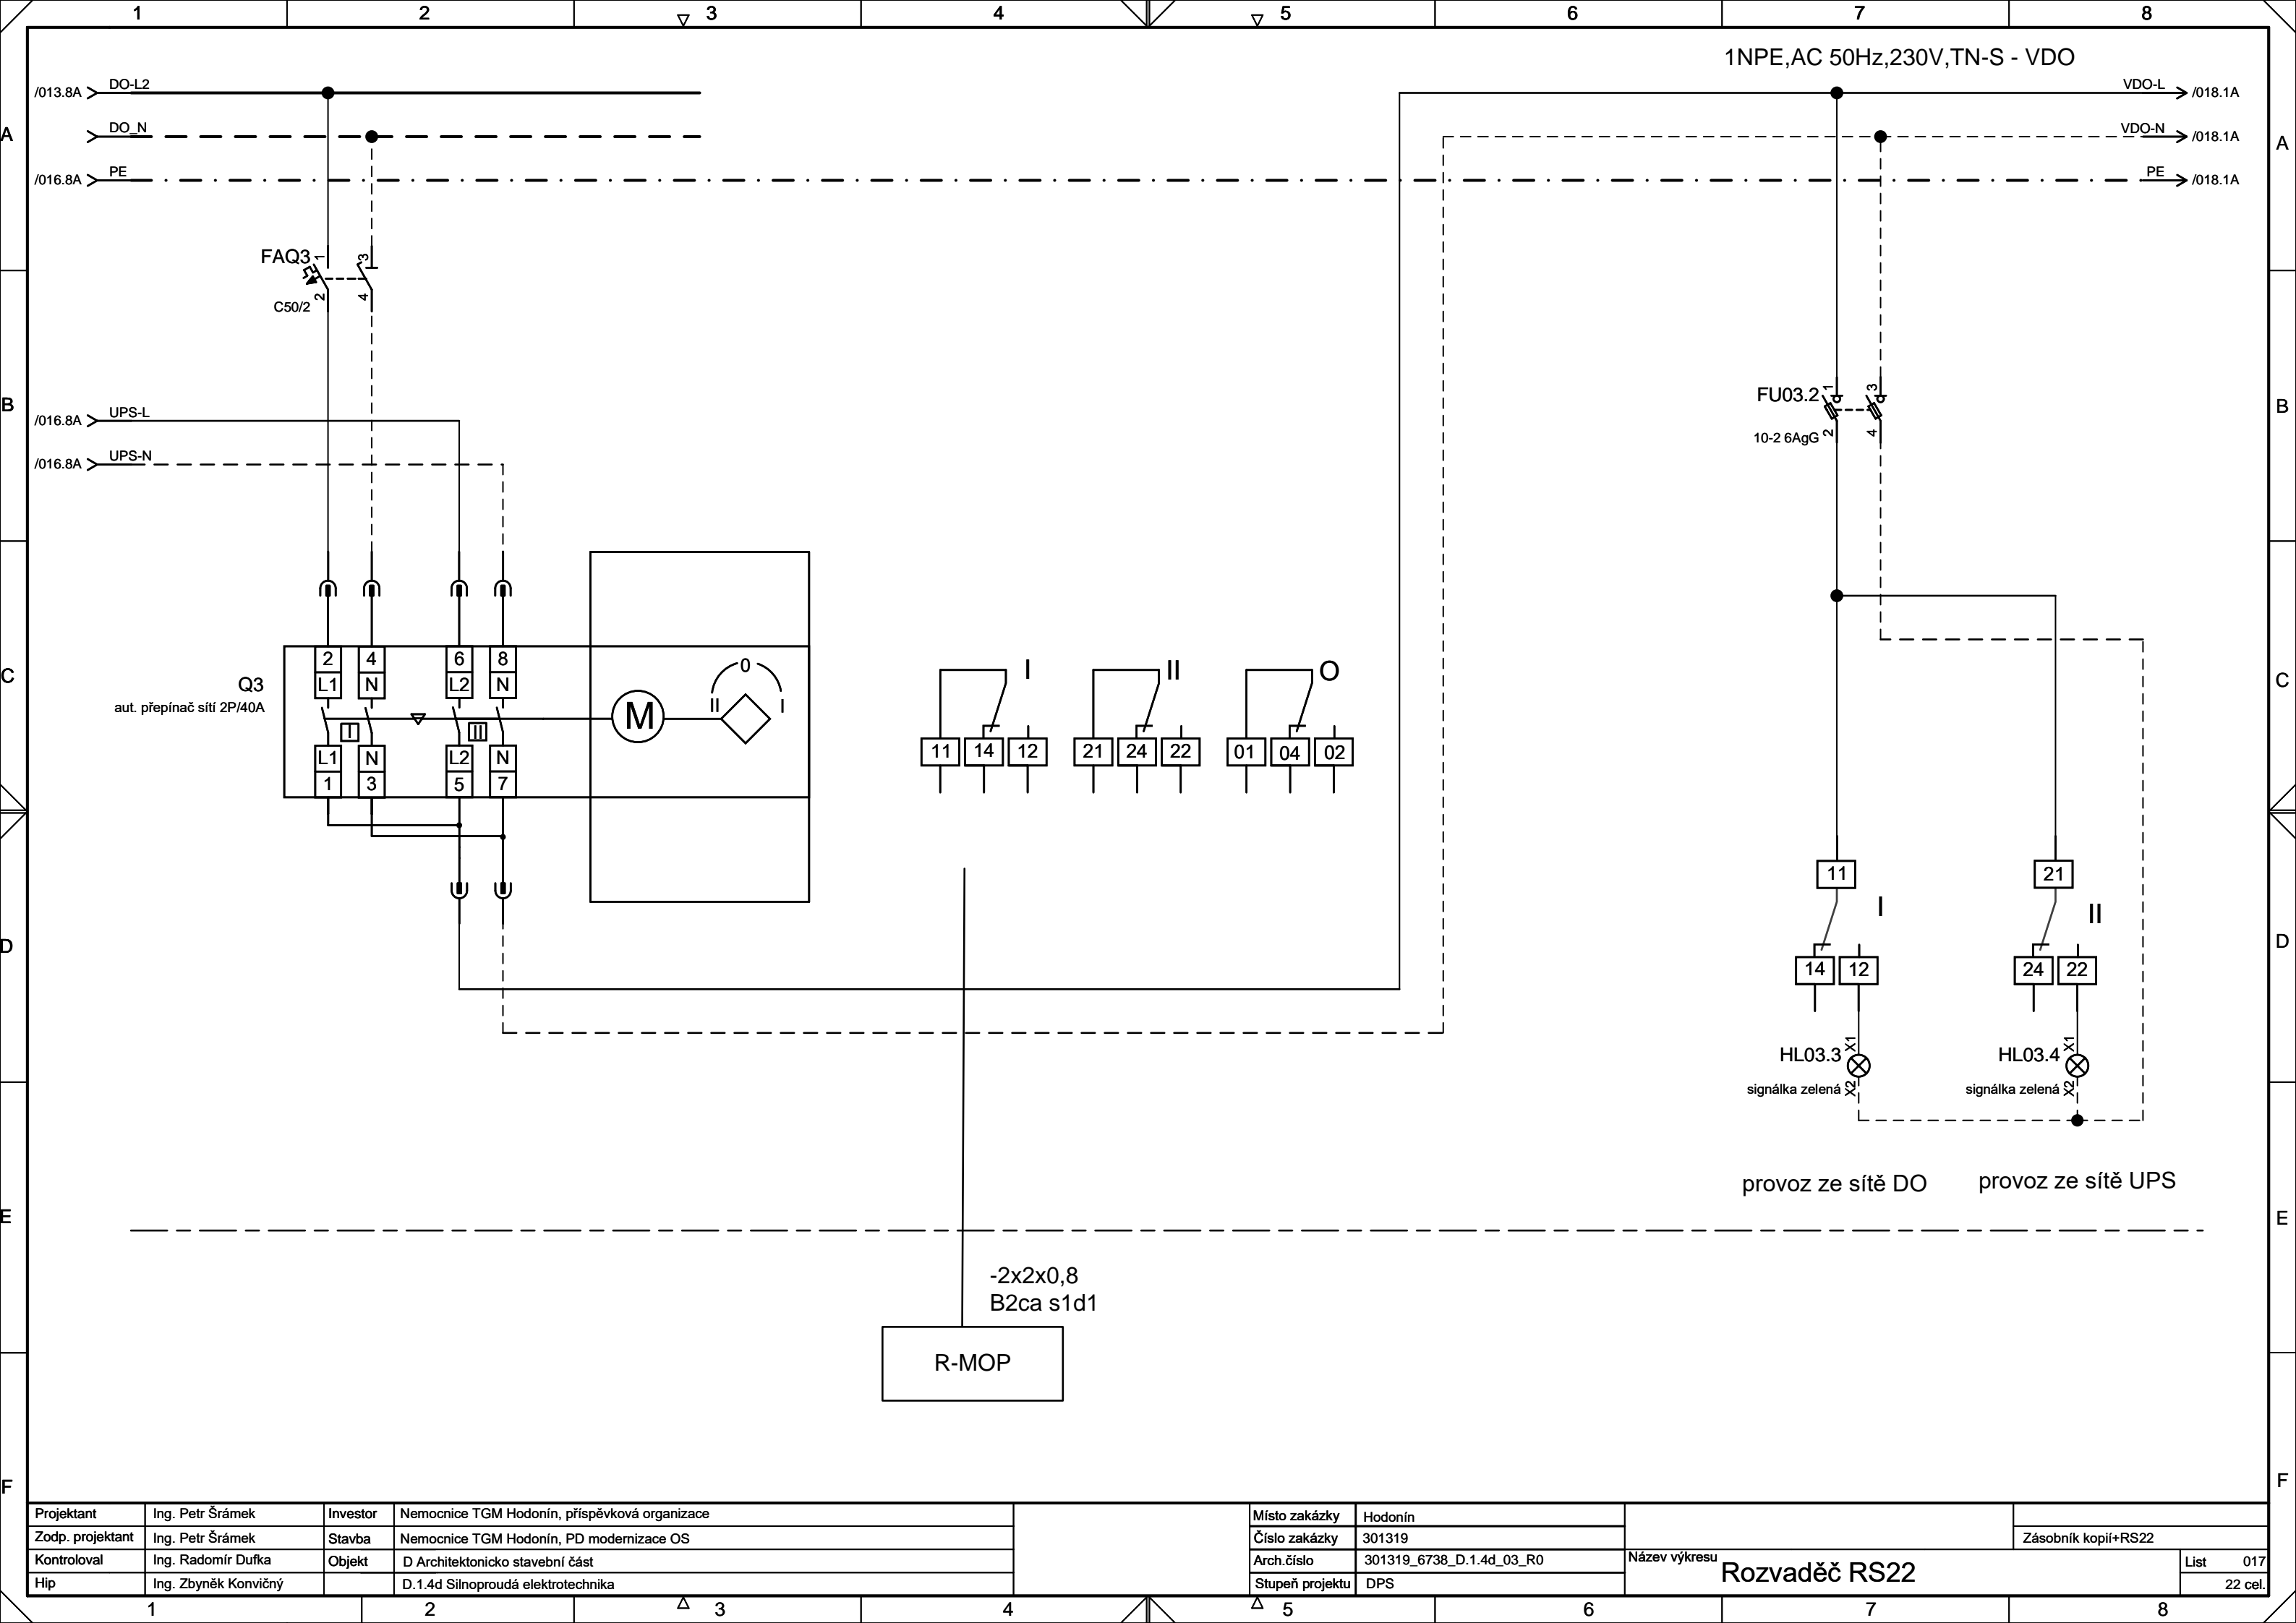 1 2 3 4 5 6 7 8
1NPE,AC 50Hz,230V,TN-S - VDO
/013.8A DO-L2 VDO-L /018.1A
A DO_N VDO-N /018.1A A
/016.8A PE PE /018.1A
FAQ3 1 3
C50/2 2 4
B B
FU03.2 1 3
10-2 6AgG 2 4
/016.8A UPS-L
/016.8A UPS-N
C C
2 4 6 8
L1 N L2 N
Q3
aut. přepínač sítí 2P/40A
I II
M
II 0 I
L1 N L2 N
1 3 5 7
I II O
11 14 12 21 24 22 01 04 02
11 21
I II
D D
14 12 24 22
HL03.3 X1 HL03.4 X1
signálka zelená X2 signálka zelená X2
provoz ze sítě DO provoz ze sítě UPS
E E
-2x2x0,8
B2ca s1d1
R-MOP
F F
Projektant Ing. Petr Šrámek Investor Nemocnice TGM Hodonín, příspěvková organizace
Zodp. projektant Ing. Petr Šrámek Stavba Nemocnice TGM Hodonín, PD modernizace OS
Kontroloval Ing. Radomír Dufka Objekt D Architektonicko stavební část
Hip Ing. Zbyněk Konvičný D.1.4d Silnoproudá elektrotechnika
Místo zakázky Hodonín
Číslo zakázky 301319
Arch.číslo 301319_6738_D.1.4d_03_R0
Stupeň projektu DPS
Zásobník kopií+RS22
Název výkresu Rozvaděč RS22
List 017
22 cel.
1 2 3 4 5 6 7 8